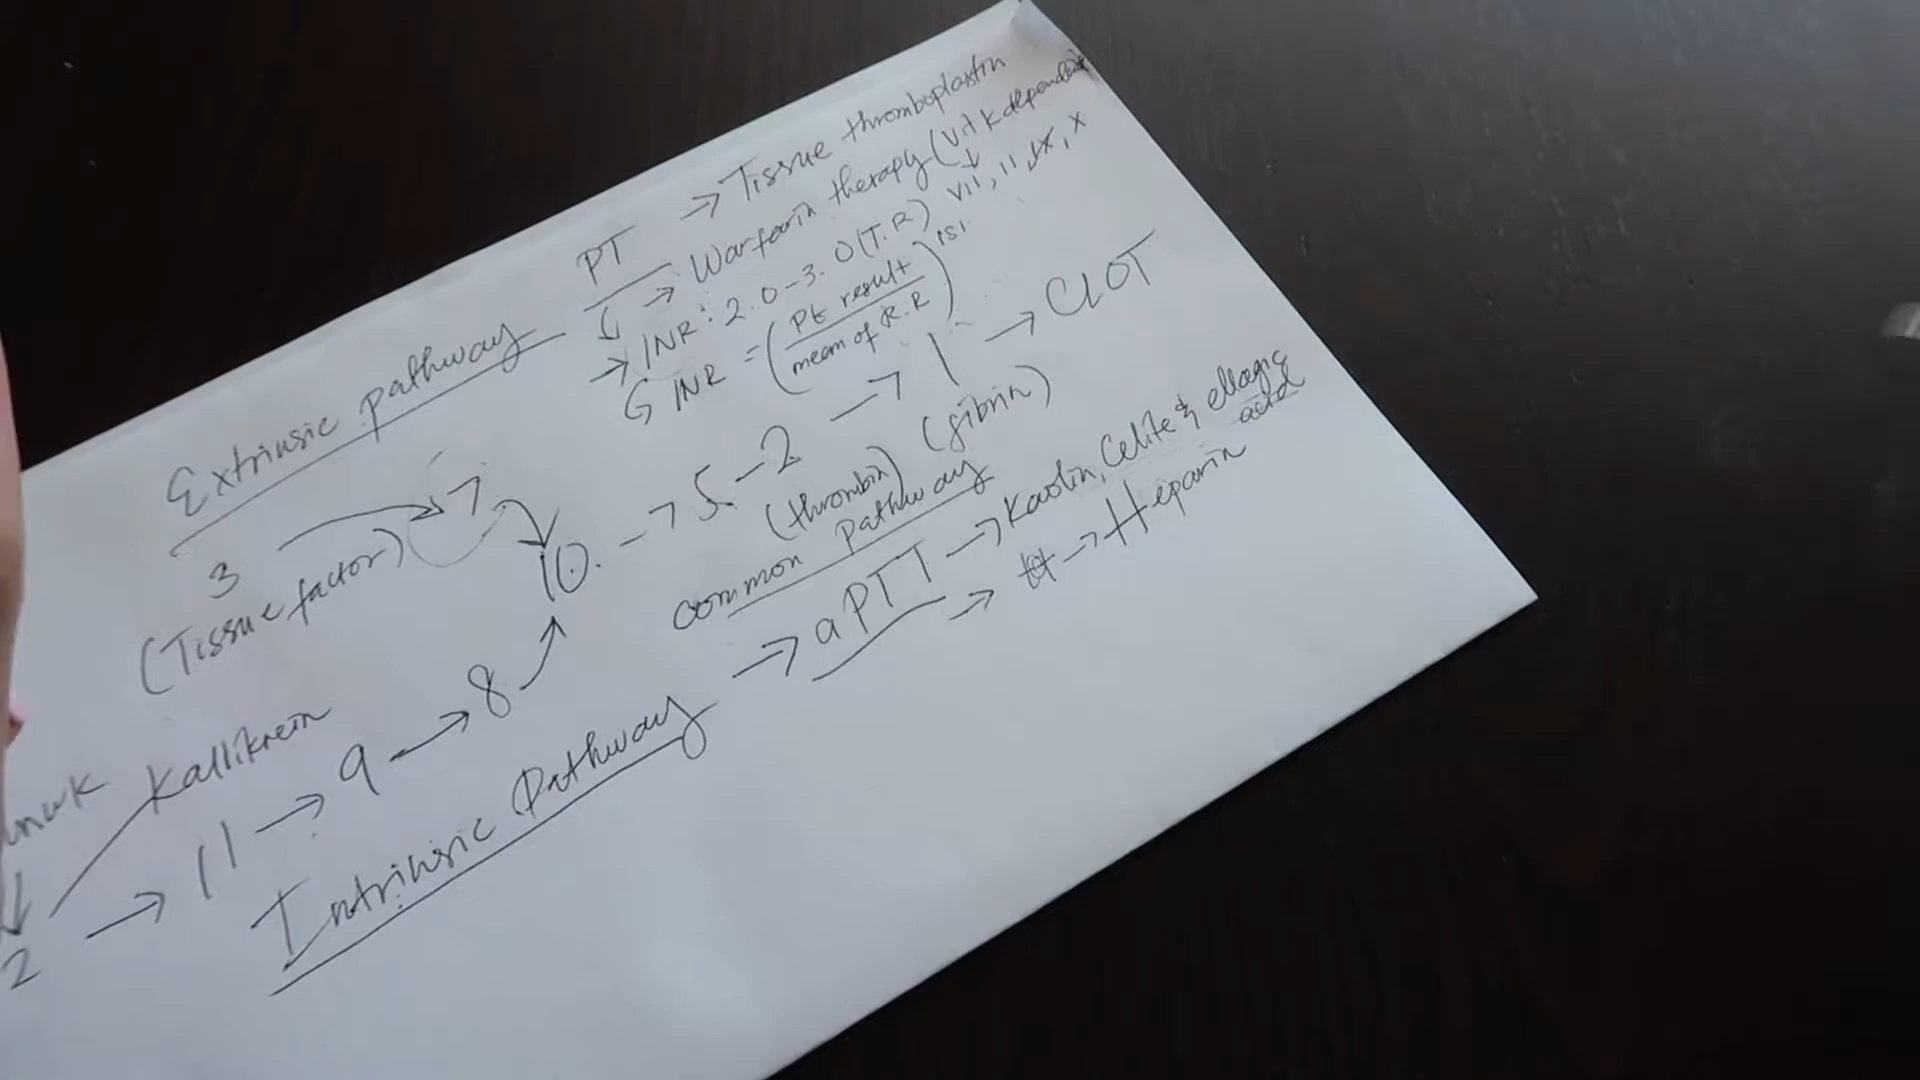 PT → Tissue thromboplastin
→ Warfarin therapy (Vit K dependent
VII, II, IX, X
→ INR: 2.0-3.0 (T.R)
INR = (Pt result / mean of R.R) ISI
Extrinsic pathway
3 → 7
(Tissue factor)
10 → 5-2 → 1 → CLOT
(thrombin) (fibrin)
common pathway
→ aPTT → Kaolin, Celite & ellagic acid
→ → Heparin
Kallikrein
2 → 11 → 9 → 8
Intrinsic Pathway